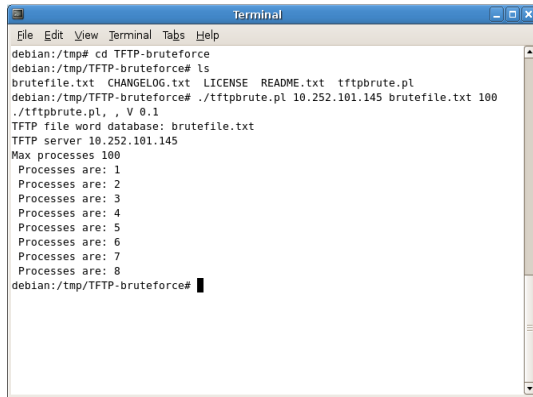 Terminal
File Edit View Terminal Tabs Help
debian:/tmp# cd TFTP-bruteforce
debian:/tmp/TFTP-bruteforce# ls
brutefile.txt  CHANGELOG.txt  LICENSE  README.txt  tftpbrute.pl
debian:/tmp/TFTP-bruteforce# ./tftpbrute.pl 10.252.101.145 brutefile.txt 100
./tftpbrute.pl, , V 0.1
TFTP file word database: brutefile.txt
TFTP server 10.252.101.145
Max processes 100
 Processes are: 1
 Processes are: 2
 Processes are: 3
 Processes are: 4
 Processes are: 5
 Processes are: 6
 Processes are: 7
 Processes are: 8
debian:/tmp/TFTP-bruteforce#